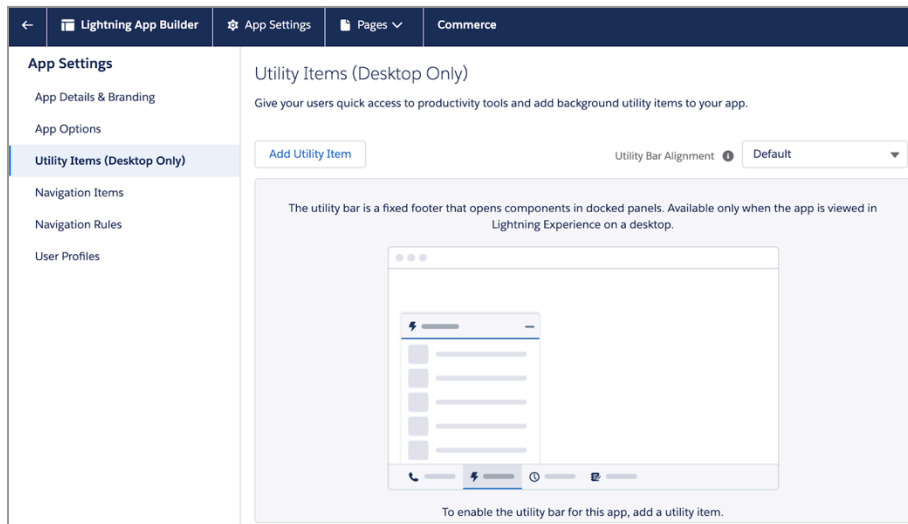 Lightning App Builder
App Settings
Pages
Commerce
App Settings
App Details & Branding
App Options
Utility Items (Desktop Only)
Navigation Items
Navigation Rules
User Profiles
Utility Items (Desktop Only)
Give your users quick access to productivity tools and add background utility items to your app.
Add Utility Item
Utility Bar Alignment
Default
The utility bar is a fixed footer that opens components in docked panels. Available only when the app is viewed in
Lightning Experience on a desktop.
To enable the utility bar for this app, add a utility item.